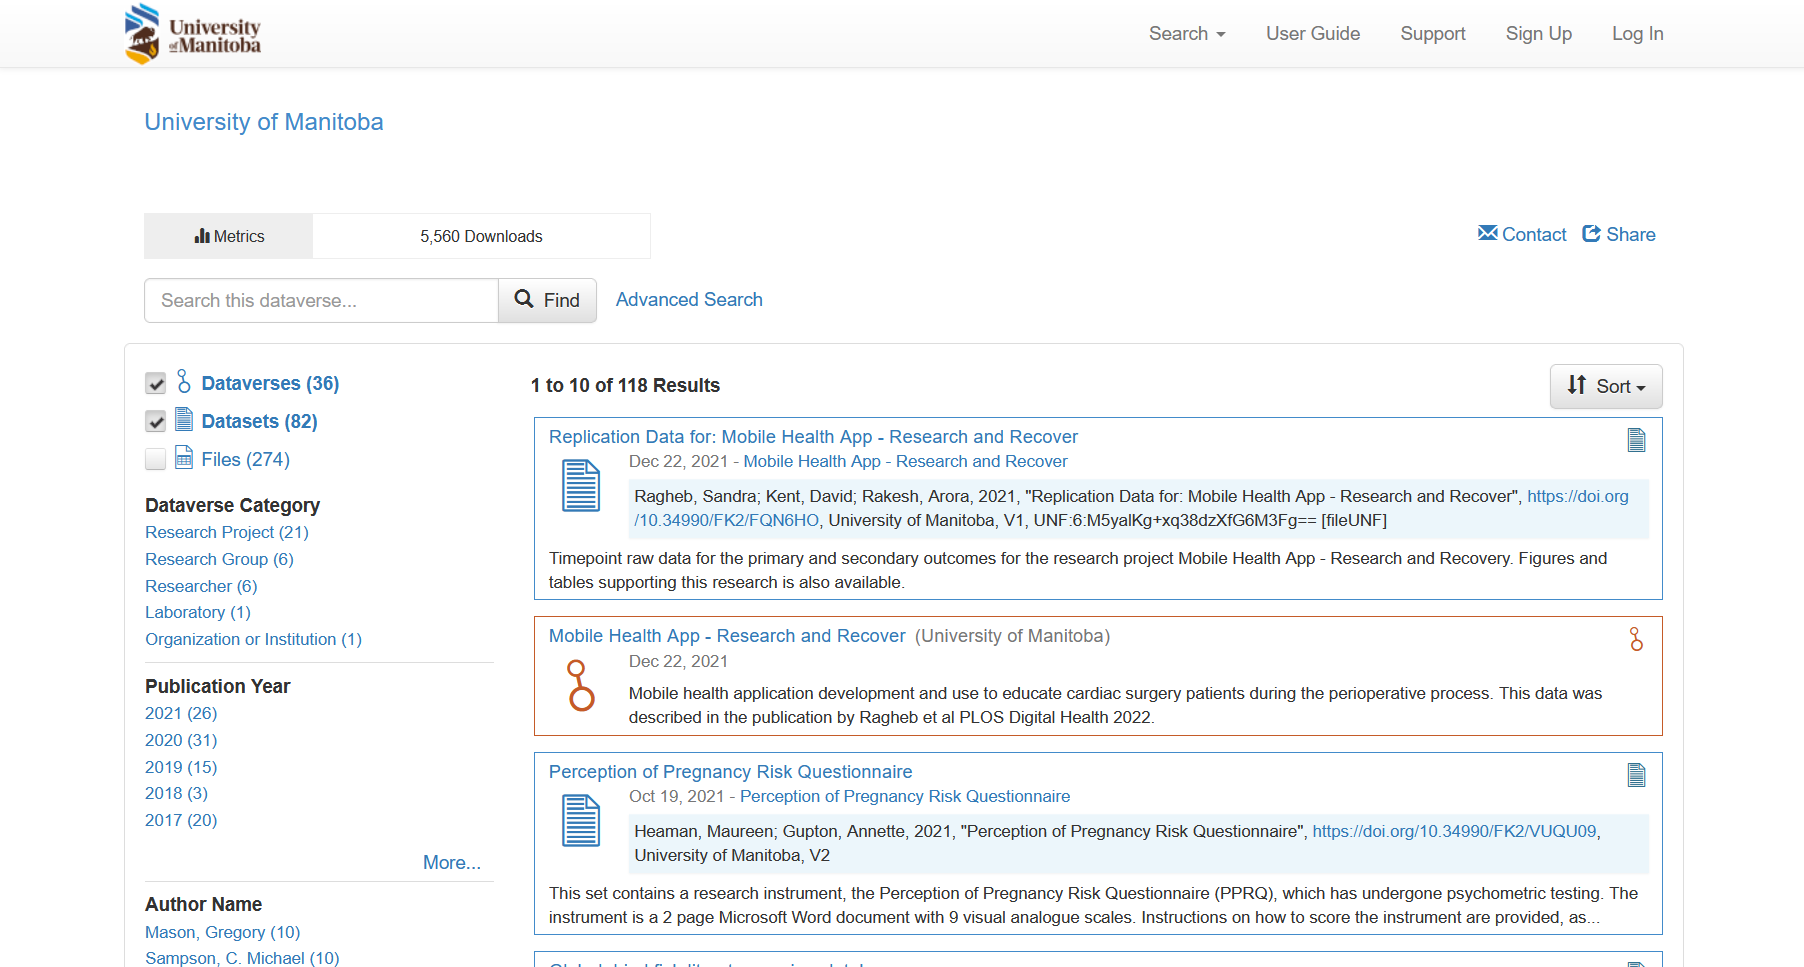 University
of Manitoba
Search
User Guide
Support
Sign Up
Log In
University of Manitoba
Metrics
5,560 Downloads
Contact
Share
Search this dataverse...
Find
Advanced Search
Dataverses (36)
Datasets (82)
Files (274)
Dataverse Category
Research Project (21)
Research Group (6)
Researcher (6)
Laboratory (1)
Organization or Institution (1)
Publication Year
2021 (26)
2020 (31)
2019 (15)
2018 (3)
2017 (20)
More...
Author Name
Mason, Gregory (10)
Sampson, C. Michael (10)
1 to 10 of 118 Results
Sort
Replication Data for: Mobile Health App - Research and Recover
Dec 22, 2021 - Mobile Health App - Research and Recover
Ragheb, Sandra; Kent, David; Rakesh, Arora, 2021, "Replication Data for: Mobile Health App - Research and Recover", https://doi.org
/10.34990/FK2/FQN6HO, University of Manitoba, V1, UNF:6:M5yalKg+xq38dzXfG6M3Fg== [fileUNF]
Timepoint raw data for the primary and secondary outcomes for the research project Mobile Health App - Research and Recovery. Figures and
tables supporting this research is also available.
Mobile Health App - Research and Recover (University of Manitoba)
Dec 22, 2021
Mobile health application development and use to educate cardiac surgery patients during the perioperative process. This data was
described in the publication by Ragheb et al PLOS Digital Health 2022.
Perception of Pregnancy Risk Questionnaire
Oct 19, 2021 - Perception of Pregnancy Risk Questionnaire
Heaman, Maureen; Gupton, Annette, 2021, "Perception of Pregnancy Risk Questionnaire", https://doi.org/10.34990/FK2/VUQU09,
University of Manitoba, V2
This set contains a research instrument, the Perception of Pregnancy Risk Questionnaire (PPRQ), which has undergone psychometric testing. The
instrument is a 2 page Microsoft Word document with 9 visual analogue scales. Instructions on how to score the instrument are provided, as...